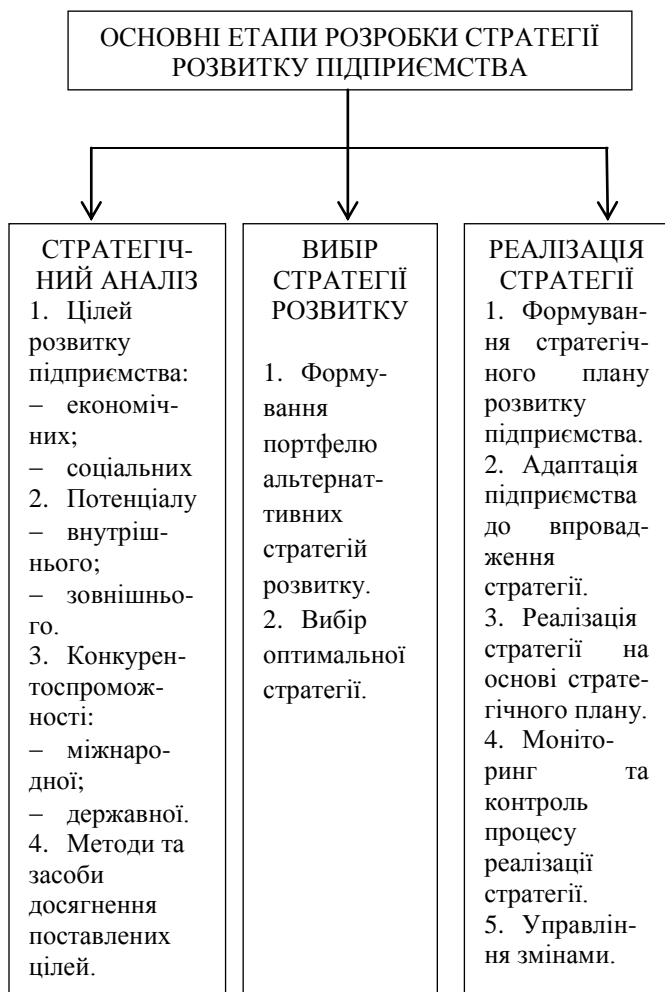 ОСНОВНІ ЕТАПИ РОЗРОБКИ СТРАТЕГІЇ
РОЗВИТКУ ПІДПРИЄМСТВА
СТРАТЕГІЧ-
НИЙ АНАЛІЗ
1. Цілей
розвитку
підприємства:
– економіч-
них;
– соціальних
2. Потенціалу
– внутріш-
нього;
– зовнішньо-
го.
3. Конкурен-
тоспромож-
ності:
– міжнаро-
дної;
– державної.
4. Методи та
засоби
досягнення
поставлених
цілей.
ВИБІР
СТРАТЕГІЇ
РОЗВИТКУ
1. Форму-
вання
портфелю
альтернат-
тивних
стратегій
розвитку.
2. Вибір
оптимальної
стратегії.
РЕАЛІЗАЦІЯ
СТРАТЕГІЇ
1. Формуван-
ня стратегіч-
ного плану
розвитку
підприємства.
2. Адаптація
підприємства
до впровад-
ження
стратегії.
3. Реалізація
стратегії на
основі страте-
гічного плану.
4. Моніто-
ринг та
контроль
процесу
реалізації
стратегії.
5. Управлін-
ня змінами.